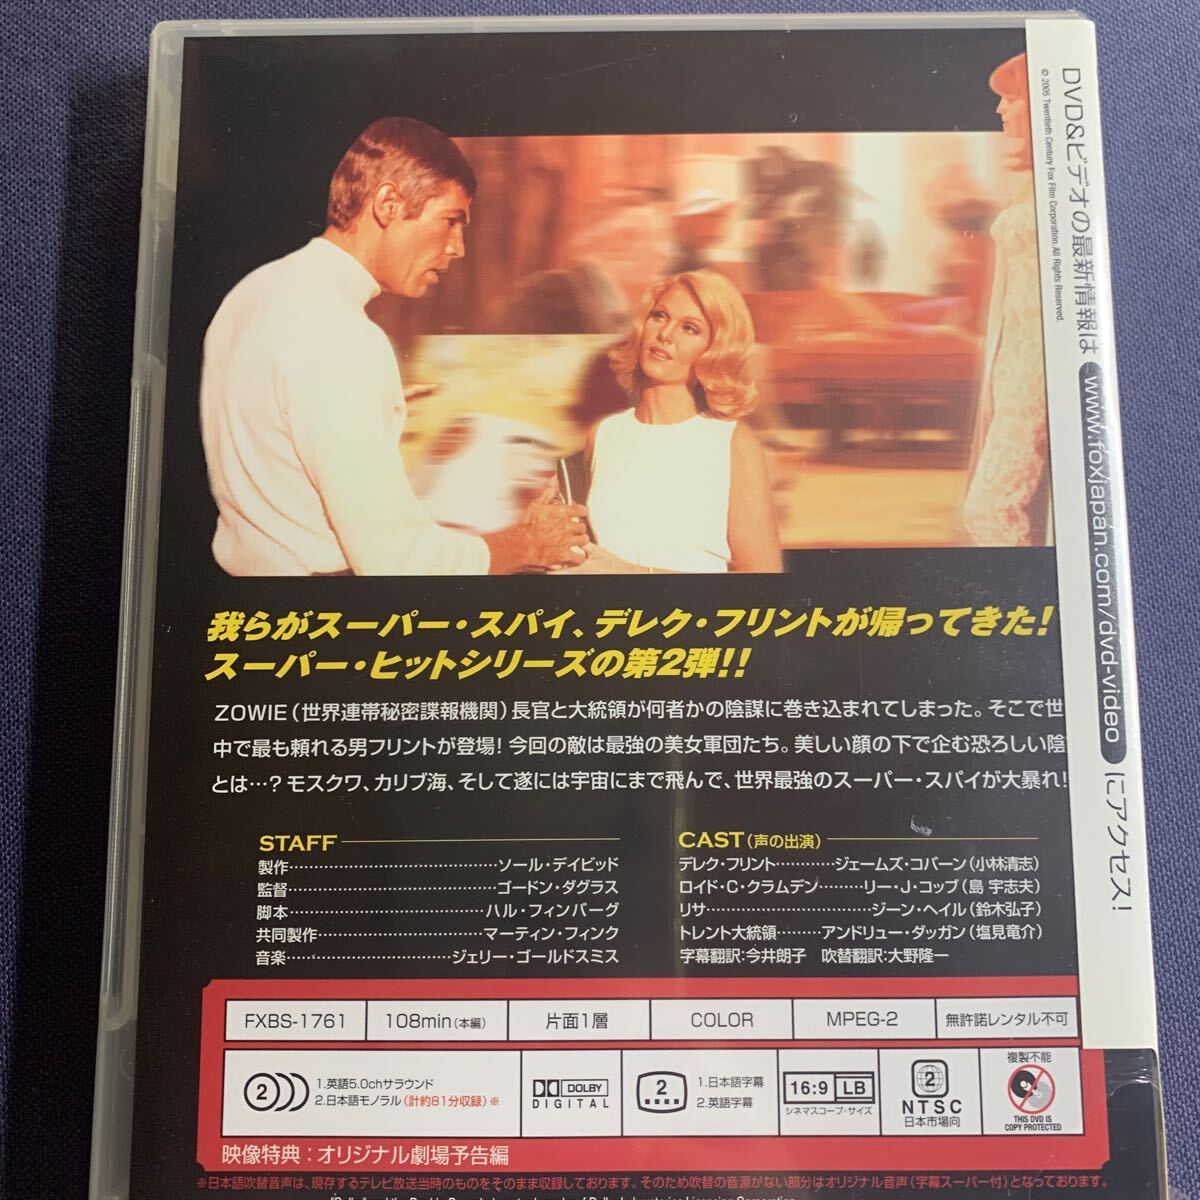 DVD&ビデオの最新情報は www.foxjapan.com/dvd-video にアクセス!
© 2005 Twentieth Century Fox Film Corporation. All Rights Reserved.
我らがスーパー・スパイ、デレク・フリントが帰ってきた!
スーパー・ヒットシリーズの第2弾!!
ZOWIE(世界連帯秘密諜報機関)長官と大統領が何者かの陰謀に巻き込まれてしまった。そこで世
中で最も頼れる男フリントが登場! 今回の敵は最強の美女軍団たち。美しい顔の下で企む恐ろしい陰
とは…? モスクワ、カリブ海、そして遂には宇宙にまで飛んで、世界最強のスーパー・スパイが大暴れ!
STAFF
製作……ソール・デイビッド
監督……ゴードン・ダグラス
脚本……ハル・フィンバーグ
共同製作……マーティン・フィンク
音楽……ジェリー・ゴールドスミス
CAST(声の出演)
デレク・フリント……ジェームズ・コバーン(小林清志)
ロイド・C・クラムデン……リー・J・コッブ(島 宇志夫)
リサ……ジーン・ヘイル(鈴木弘子)
トレント大統領……アンドリュー・ダッガン(塩見竜介)
字幕翻訳:今井朗子 吹替翻訳:大野隆一
FXBS-1761 108min(本編) 片面1層 COLOR MPEG-2 無許諾レンタル不可
2
1.英語5.0chサラウンド
2.日本語モノラル(計約81分収録)※
DOLBY
DIGITAL
2
1.日本語字幕
2.英語字幕
16:9 LB
シネマスコープ・サイズ
2
NTSC
日本市場向
複製不能
THIS DVD IS
COPY PROTECTED
映像特典:オリジナル劇場予告編
※日本語吹替音声は、現存するテレビ放送当時のものをそのまま収録しております。そのため吹替の音源がない部分はオリジナル音声(字幕スーパー付)となっております。